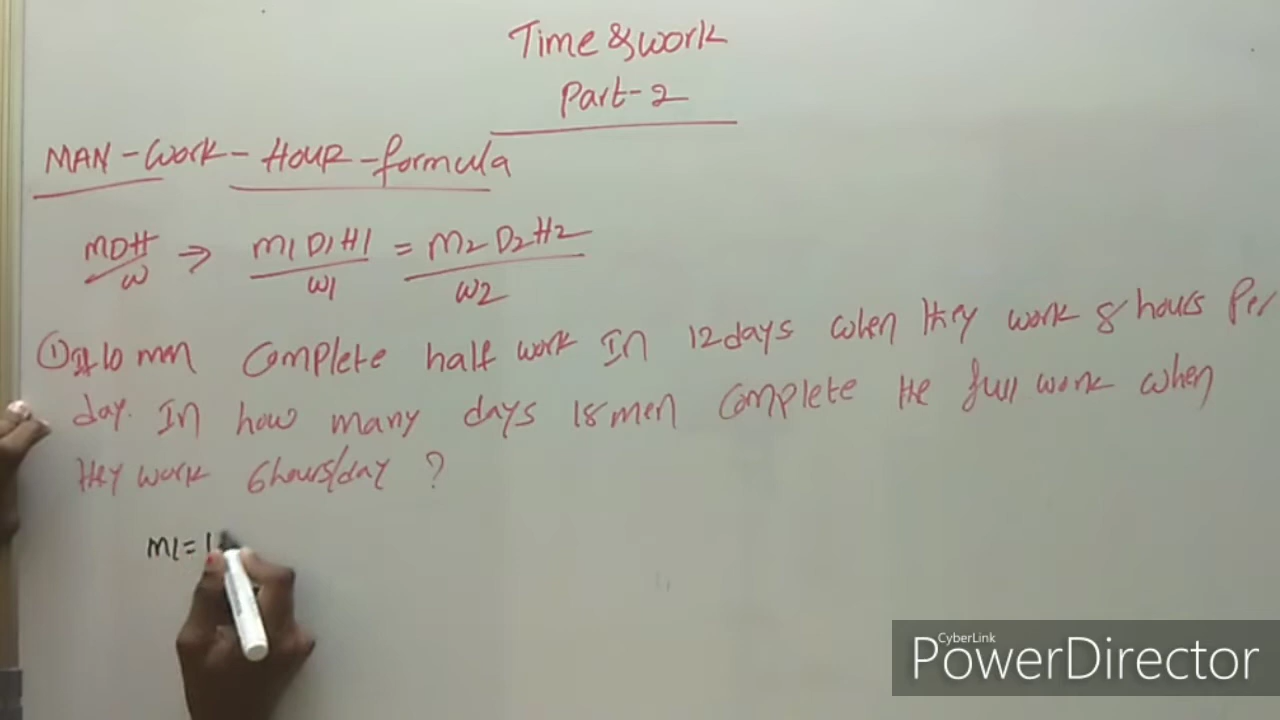 Time & work
Part-2
MAN-Work-HOUR-formula
MDH/W ⇒ M1D1H1/W1 = M2D2H2/W2
① If 10 men complete half work In 12days when they work 8 hours Per
day. In how many days 18men complete the full work when
they work 6hours/day ?
M1=1
CyberLink
PowerDirector